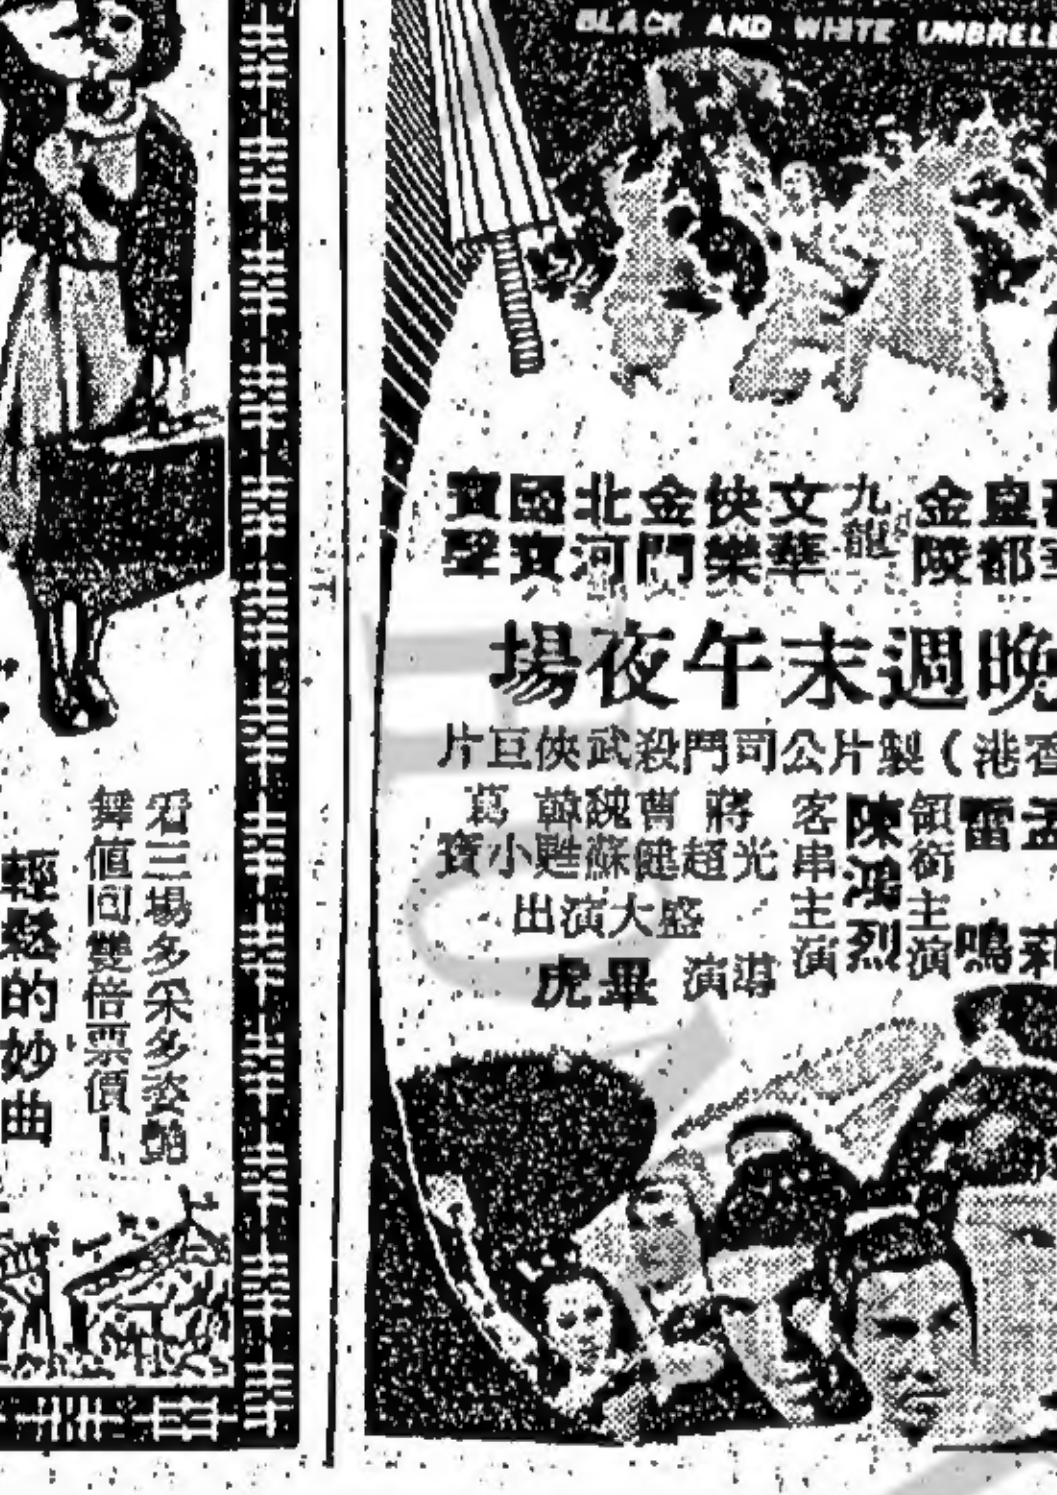 BLACK AND WHITE UMBREL
皇都
金陵
九龍
文華
快樂
金門
北河
國寶
寶聲
晚週末午夜場
香港（製片公司鬥殺武俠巨片
孟莉
雷鳴
領銜主演
陳鴻烈
客串主演
蔣光超
曹健
魏蘇
韓甦
葛小寶
盛大演出
導演
畢虎
看三場多采多姿艷
舞值回雙倍票價！
輕鬆的妙曲